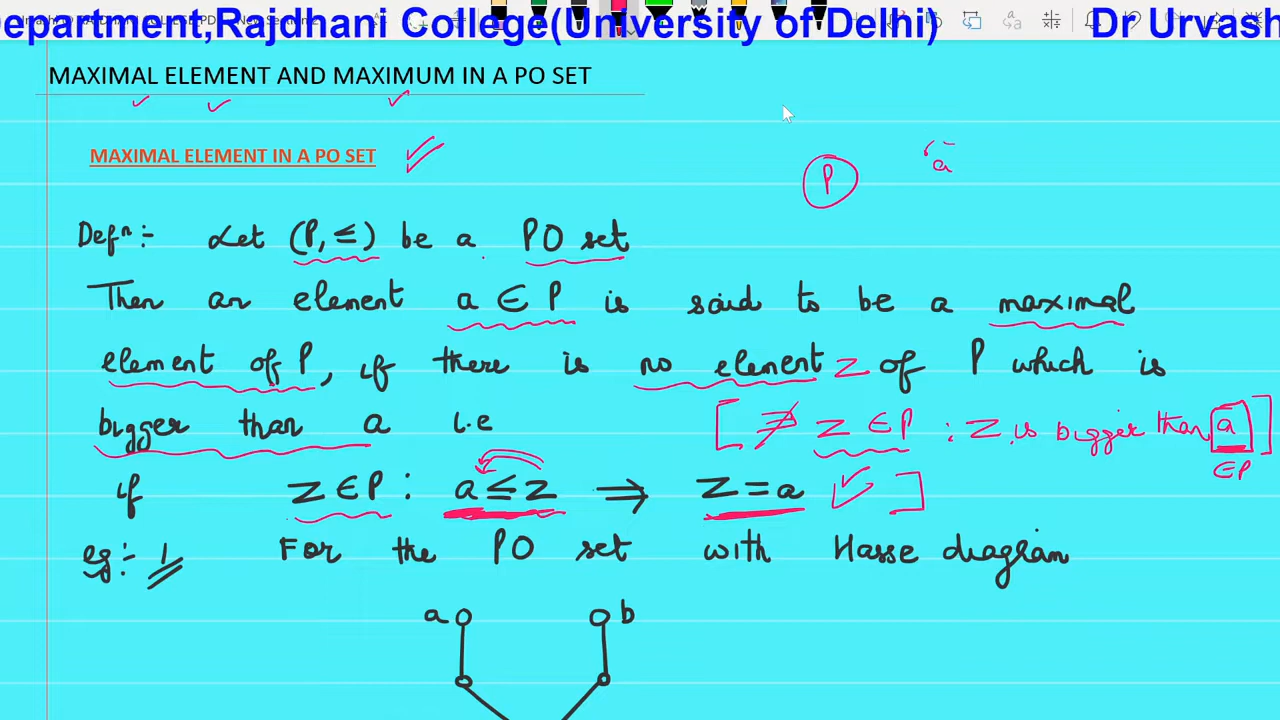 epartment,Rajdhani College(University of Delhi) Dr Urvash
MAXIMAL ELEMENT AND MAXIMUM IN A PO SET
MAXIMAL ELEMENT IN A PO SET
P a
Defⁿ:- Let (P, ≤) be a PO set
Then an element a ∈ P is said to be a maximal
element of P, if there is no element z of P which is
bigger than a i.e [ ∄ z ∈ P : z is bigger than a ]
∈P
if z ∈ P : a ≤ z ⇒ z = a ]
eg:- 1 For the PO set with Hasse diagram
a b